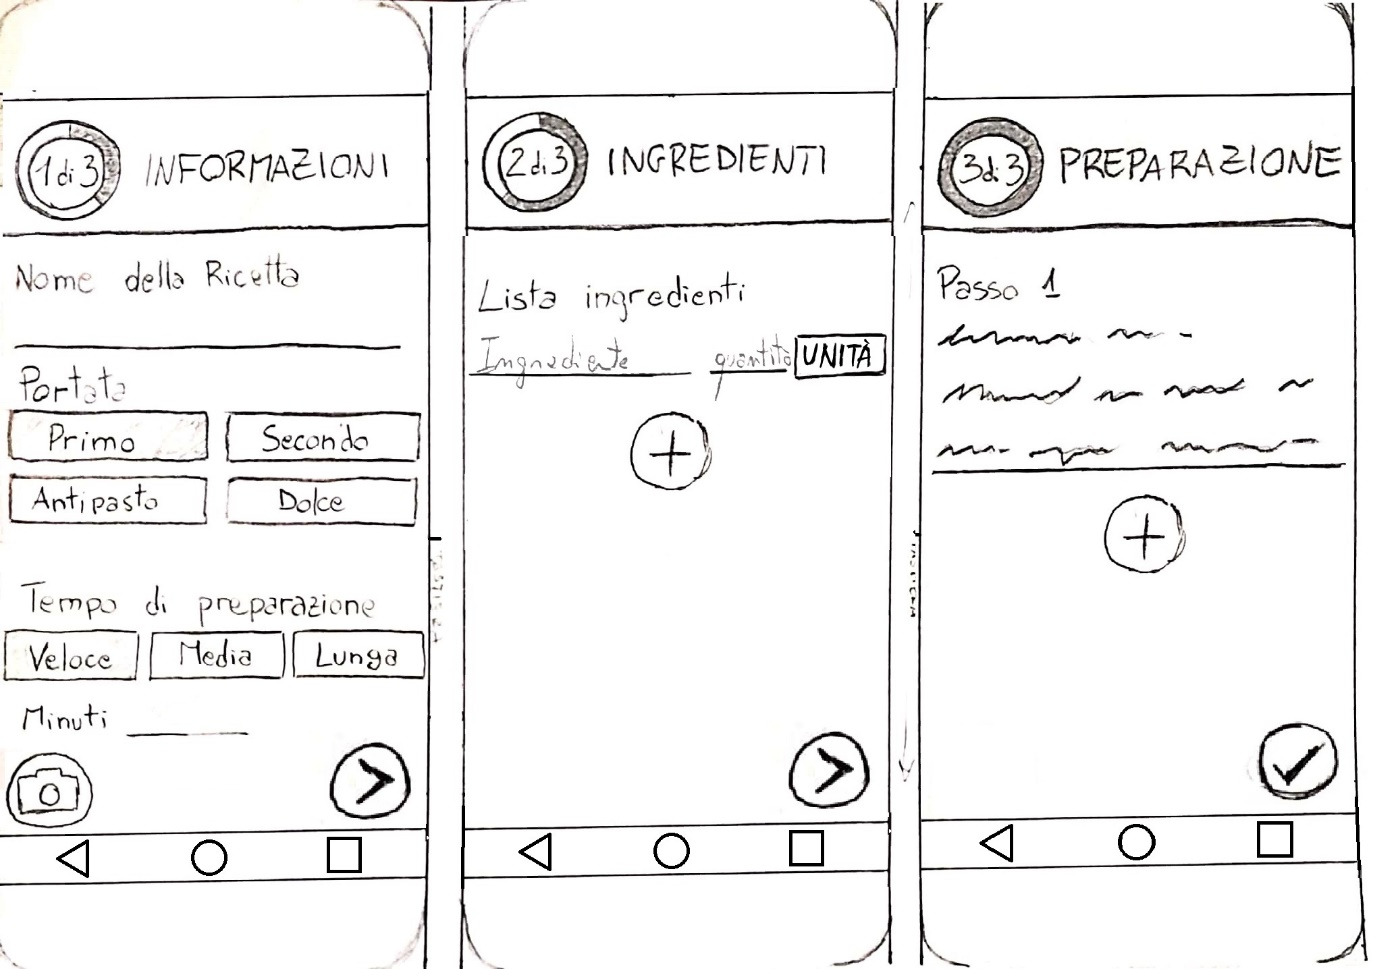 1 di 3 INFORMAZIONI
Nome della Ricetta
Portata
Primo Secondo
Antipasto Dolce
Tempo di preparazione
Veloce Media Lunga
Minuti
2 di 3 INGREDIENTI
Lista ingredienti
Ingrediente quantità UNITÀ
3 di 3 PREPARAZIONE
Passo 1